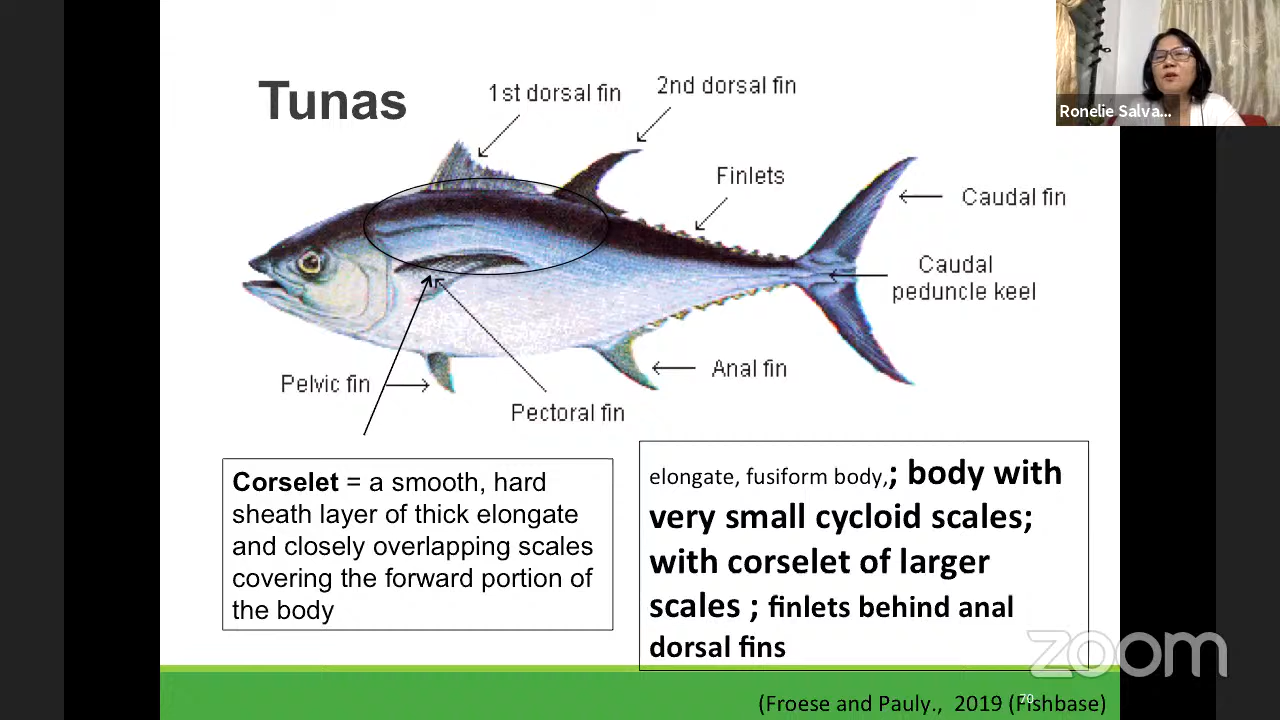 Tunas
1st dorsal fin
2nd dorsal fin
Finlets
Caudal fin
Caudal
peduncle keel
Anal fin
Pelvic fin
Pectoral fin
Ronelie Salva...
Corselet = a smooth, hard
sheath layer of thick elongate
and closely overlapping scales
covering the forward portion of
the body
elongate, fusiform body,; body with
very small cycloid scales;
with corselet of larger
scales ; finlets behind anal
dorsal fins
zoom
70
(Froese and Pauly., 2019 (Fishbase)